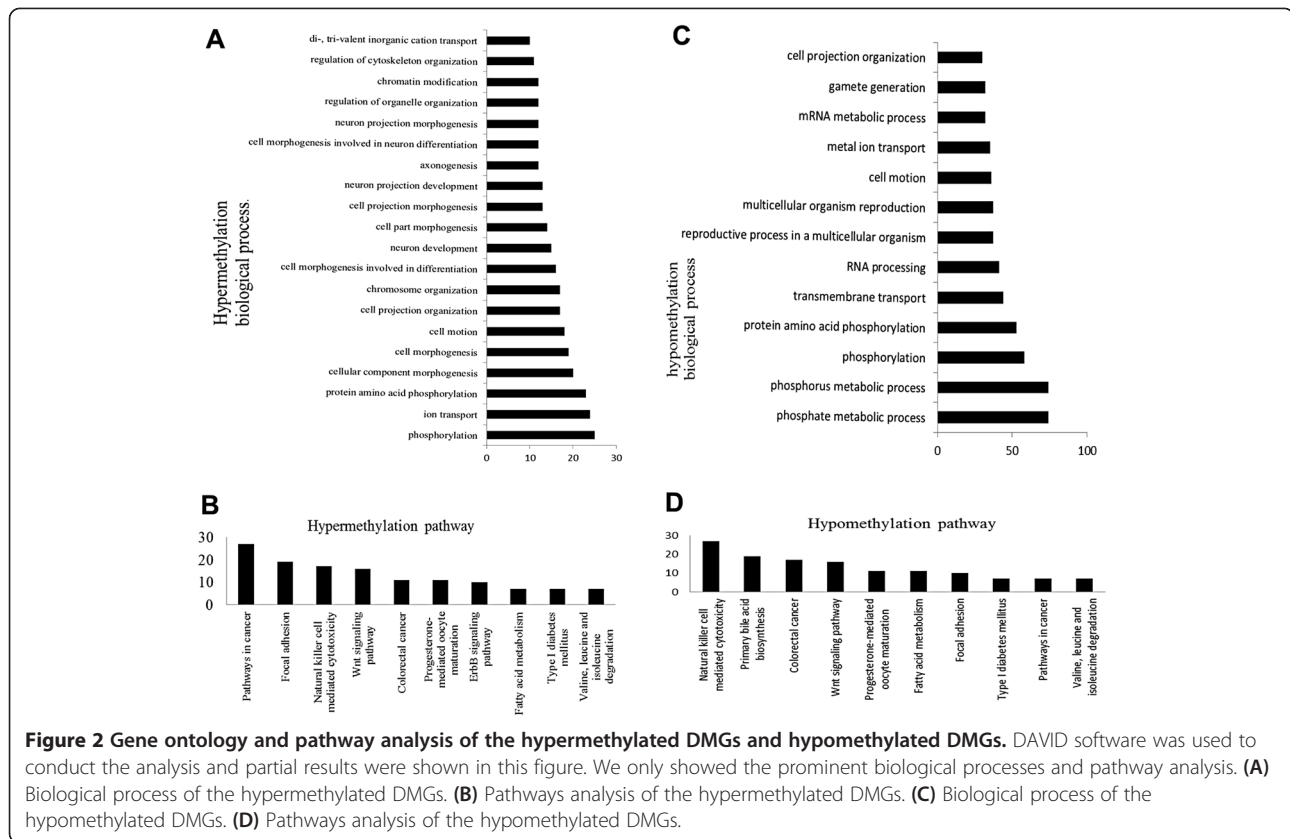 A
di-, tri-valent inorganic cation transport
regulation of cytoskeleton organization
chromatin modification
regulation of organelle organization
neuron projection morphogenesis
cell morphogenesis involved in neuron differentiation
axonogenesis
neuron projection development
cell projection morphogenesis
cell part morphogenesis
neuron development
cell morphogenesis involved in differentiation
chromosome organization
cell projection organization
cell motion
cell morphogenesis
cellular component morphogenesis
protein amino acid phosphorylation
ion transport
phosphorylation
Hypermethylation
biological process.
0 10 20 30
C
cell projection organization
gamete generation
mRNA metabolic process
metal ion transport
cell motion
multicellular organism reproduction
reproductive process in a multicellular organism
RNA processing
transmembrane transport
protein amino acid phosphorylation
phosphorylation
phosphorus metabolic process
phosphate metabolic process
hypomethylation
biological process
0 50 100
B
Hypermethylation pathway
30
20
10
0
Pathways in cancer
Focal adhesion
Natural killer cell
mediated cytotoxicity
Wnt signaling
pathway
Colorectal cancer
Progesterone-
mediated oocyte
maturation
ErbB signaling
pathway
Fatty acid metabolism
Type I diabetes
mellitus
Valine, leucine and
isoleucine
degradation
D
Hypomethylation pathway
30
20
10
0
Natural killer cell
mediated cytotoxicity
Primary bile acid
biosynthesis
Colorectal cancer
Wnt signaling pathway
Progesterone-mediated
oocyte maturation
Fatty acid metabolism
Focal adhesion
Type I diabetes mellitus
Pathways in cancer
Valine, leucine and
isoleucine degradation
Figure 2 Gene ontology and pathway analysis of the hypermethylated DMGs and hypomethylated DMGs. DAVID software was used to
conduct the analysis and partial results were shown in this figure. We only showed the prominent biological processes and pathway analysis. (A)
Biological process of the hypermethylated DMGs. (B) Pathways analysis of the hypermethylated DMGs. (C) Biological process of the
hypomethylated DMGs. (D) Pathways analysis of the hypomethylated DMGs.